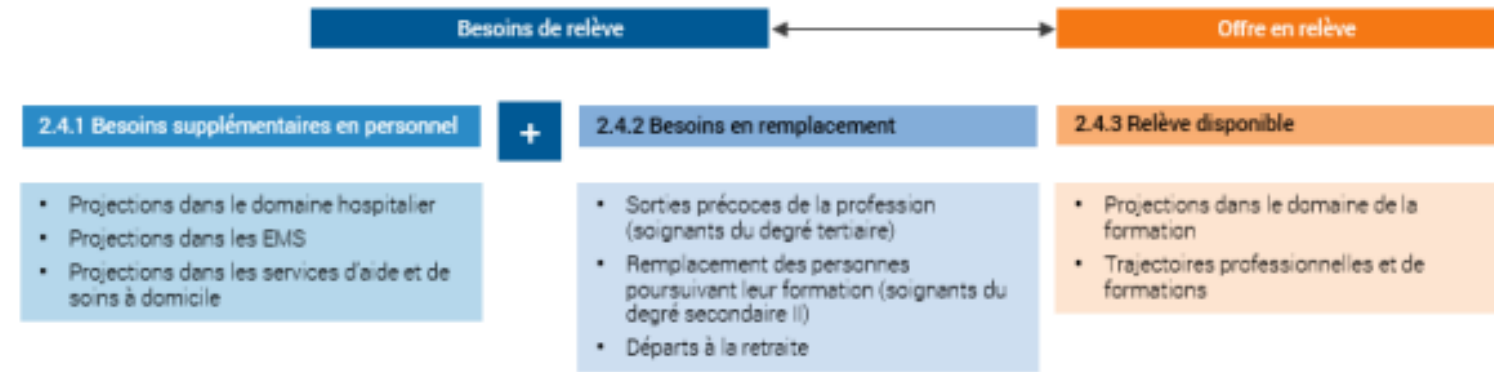 Besoins de relève
Offre en relève
2.4.1 Besoins supplémentaires en personnel
+
2.4.2 Besoins en remplacement
2.4.3 Relève disponible
• Projections dans le domaine hospitalier
• Projections dans les EMS
• Projections dans les services d'aide et de
soins à domicile
• Sorties précoces de la profession
(soignants du degré tertiaire)
• Remplacement des personnes
poursuivant leur formation (soignants du
degré secondaire II)
• Départs à la retraite
• Projections dans le domaine de la
formation
• Trajectoires professionnelles et de
formations